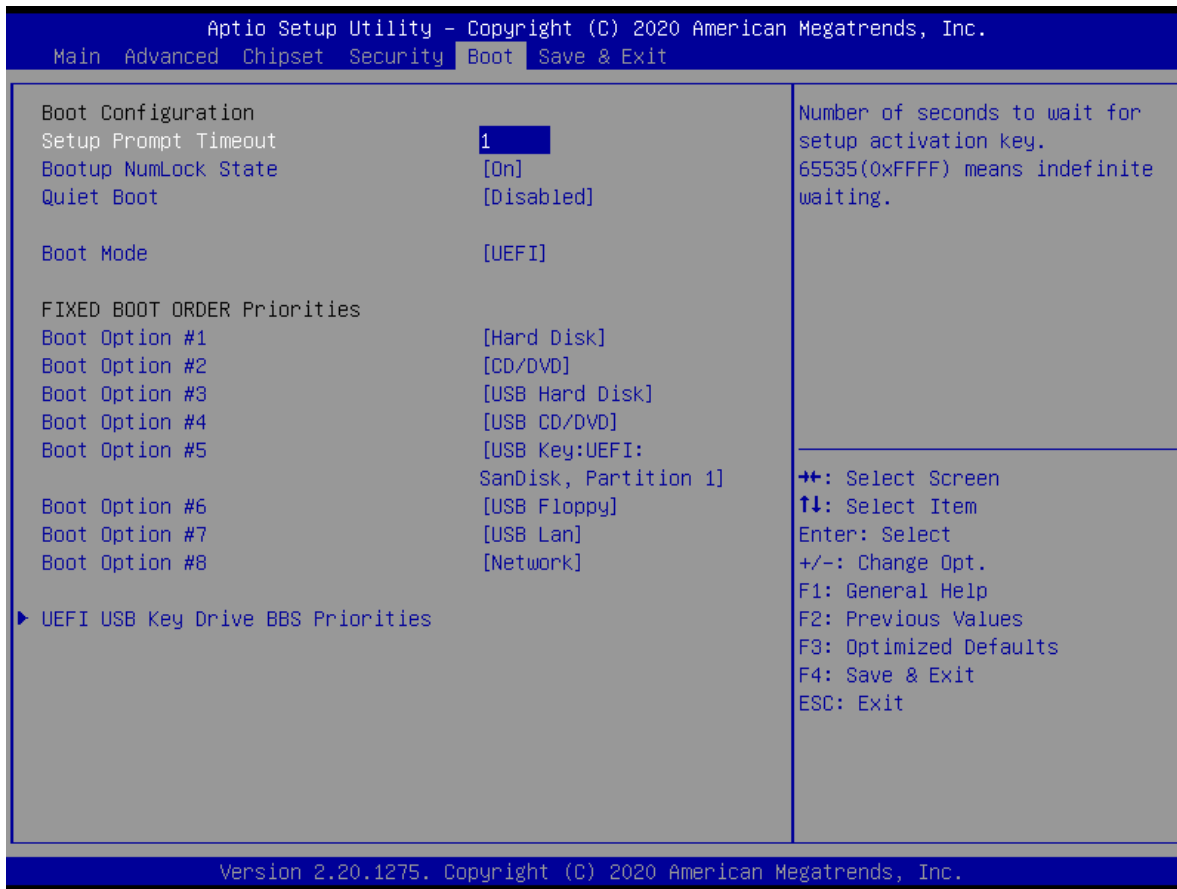 Aptio Setup Utility – Copyright (C) 2020 American Megatrends, Inc.
Main Advanced Chipset Security Boot Save & Exit
Boot Configuration
Setup Prompt Timeout 1
Bootup NumLock State [On]
Quiet Boot [Disabled]
Boot Mode [UEFI]
FIXED BOOT ORDER Priorities
Boot Option #1 [Hard Disk]
Boot Option #2 [CD/DVD]
Boot Option #3 [USB Hard Disk]
Boot Option #4 [USB CD/DVD]
Boot Option #5 [USB Key:UEFI:
SanDisk, Partition 1]
Boot Option #6 [USB Floppy]
Boot Option #7 [USB Lan]
Boot Option #8 [Network]
▶ UEFI USB Key Drive BBS Priorities
Number of seconds to wait for
setup activation key.
65535(0xFFFF) means indefinite
waiting.
→←: Select Screen
↑↓: Select Item
Enter: Select
+/-: Change Opt.
F1: General Help
F2: Previous Values
F3: Optimized Defaults
F4: Save & Exit
ESC: Exit
Version 2.20.1275. Copyright (C) 2020 American Megatrends, Inc.